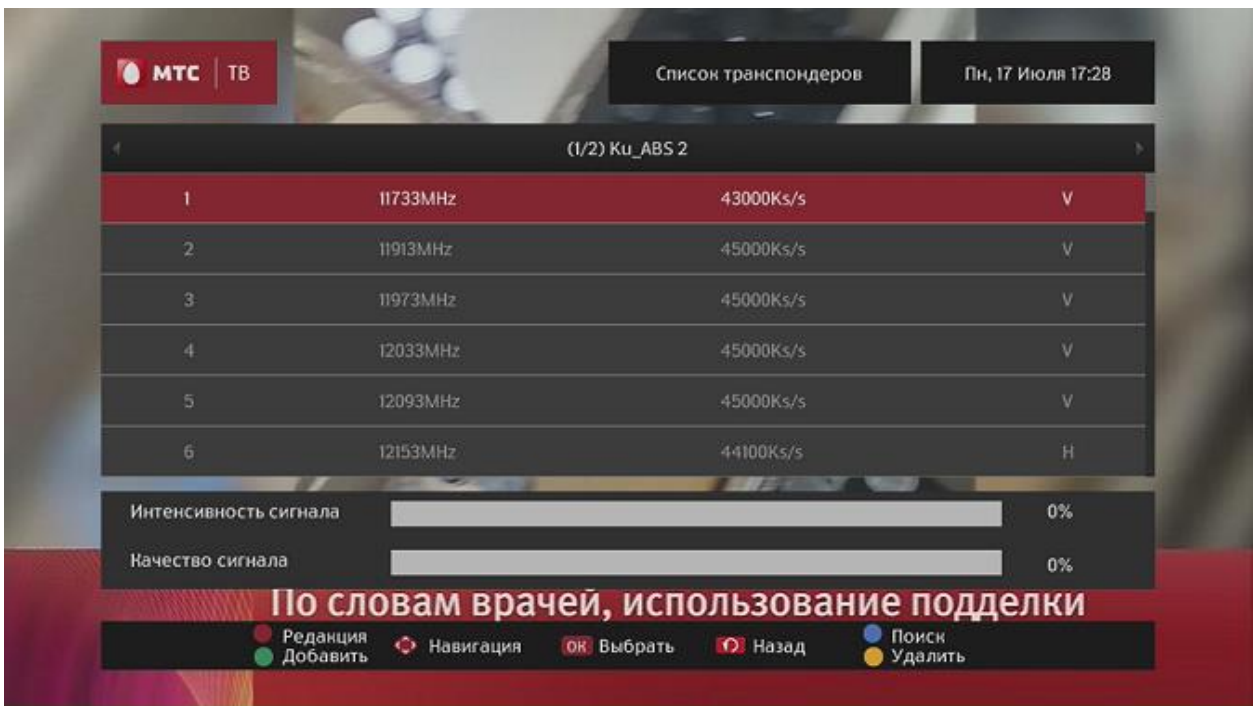 МТС | ТВ
Список транспондеров
Пн, 17 Июля 17:28
(1/2) Ku_ABS 2
1 11733MHz 43000Ks/s V
2 11913MHz 45000Ks/s V
3 11973MHz 45000Ks/s V
4 12033MHz 45000Ks/s V
5 12093MHz 45000Ks/s V
6 12153MHz 44100Ks/s H
Интенсивность сигнала 0%
Качество сигнала 0%
По словам врачей, использование подделки
Редакция
Добавить
Навигация
OK Выбрать
Назад
Поиск
Удалить